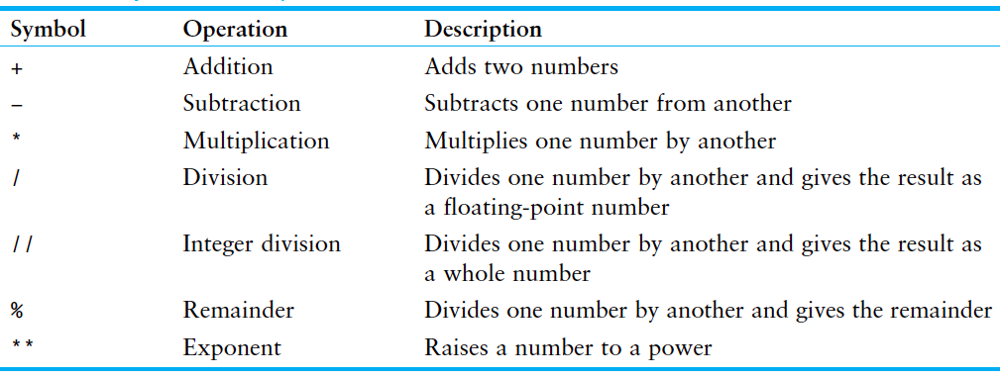 Symbol Operation Description
+ Addition Adds two numbers
– Subtraction Subtracts one number from another
* Multiplication Multiplies one number by another
/ Division Divides one number by another and gives the result as
a floating-point number
// Integer division Divides one number by another and gives the result as
a whole number
% Remainder Divides one number by another and gives the remainder
** Exponent Raises a number to a power